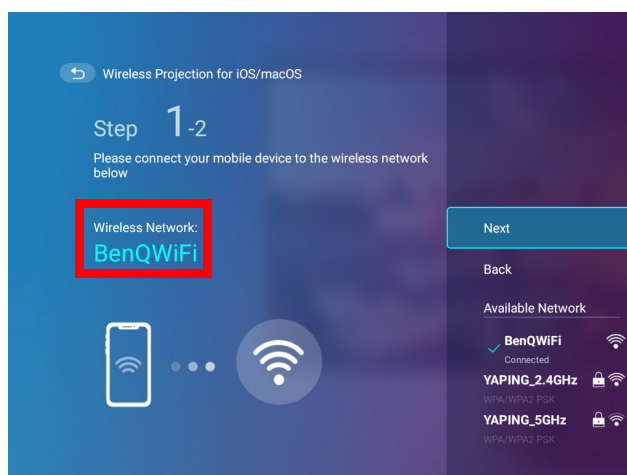 Wireless Projection for iOS/macOS
Step 1-2
Please connect your mobile device to the wireless network
below
Wireless Network:
BenQWiFi
Next
Back
Available Network
BenQWiFi
Connected
YAPING_2.4GHz
WPA/WPA2 PSK
YAPING_5GHz
WPA/WPA2 PSK